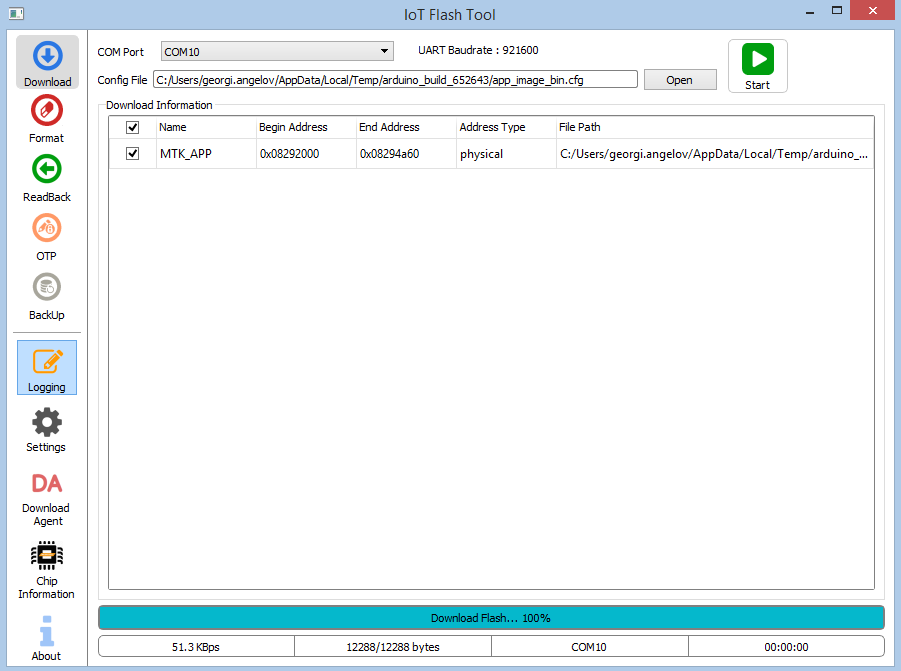 IoT Flash Tool
Download
Format
ReadBack
OTP
BackUp
Logging
Settings
DA
Download
Agent
Chip
Information
About
COM Port
COM10
UART Baudrate : 921600
Config File
C:/Users/georgi.angelov/AppData/Local/Temp/arduino_build_652643/app_image_bin.cfg
Open
Start
Download Information
Name Begin Address End Address Address Type File Path
MTK_APP 0x08292000 0x08294a60 physical C:/Users/georgi.angelov/AppData/Local/Temp/arduino_...
Download Flash... 100%
51.3 KBps 12288/12288 bytes COM10 00:00:00